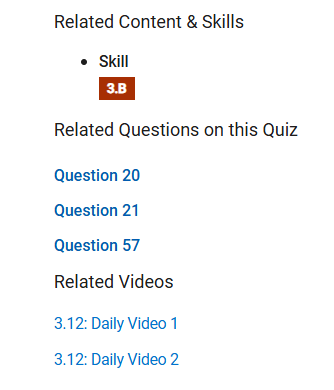 Related Content & Skills
Skill
3.B
Related Questions on this Quiz
Question 20
Question 21
Question 57
Related Videos
3.12: Daily Video 1
3.12: Daily Video 2